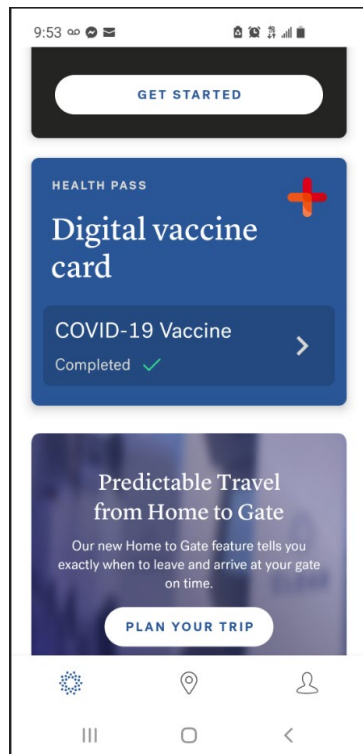 9:53
GET STARTED
HEALTH PASS
Digital vaccine
card
COVID-19 Vaccine
Completed
Predictable Travel
from Home to Gate
Our new Home to Gate feature tells you
exactly when to leave and arrive at your gate
on time.
PLAN YOUR TRIP